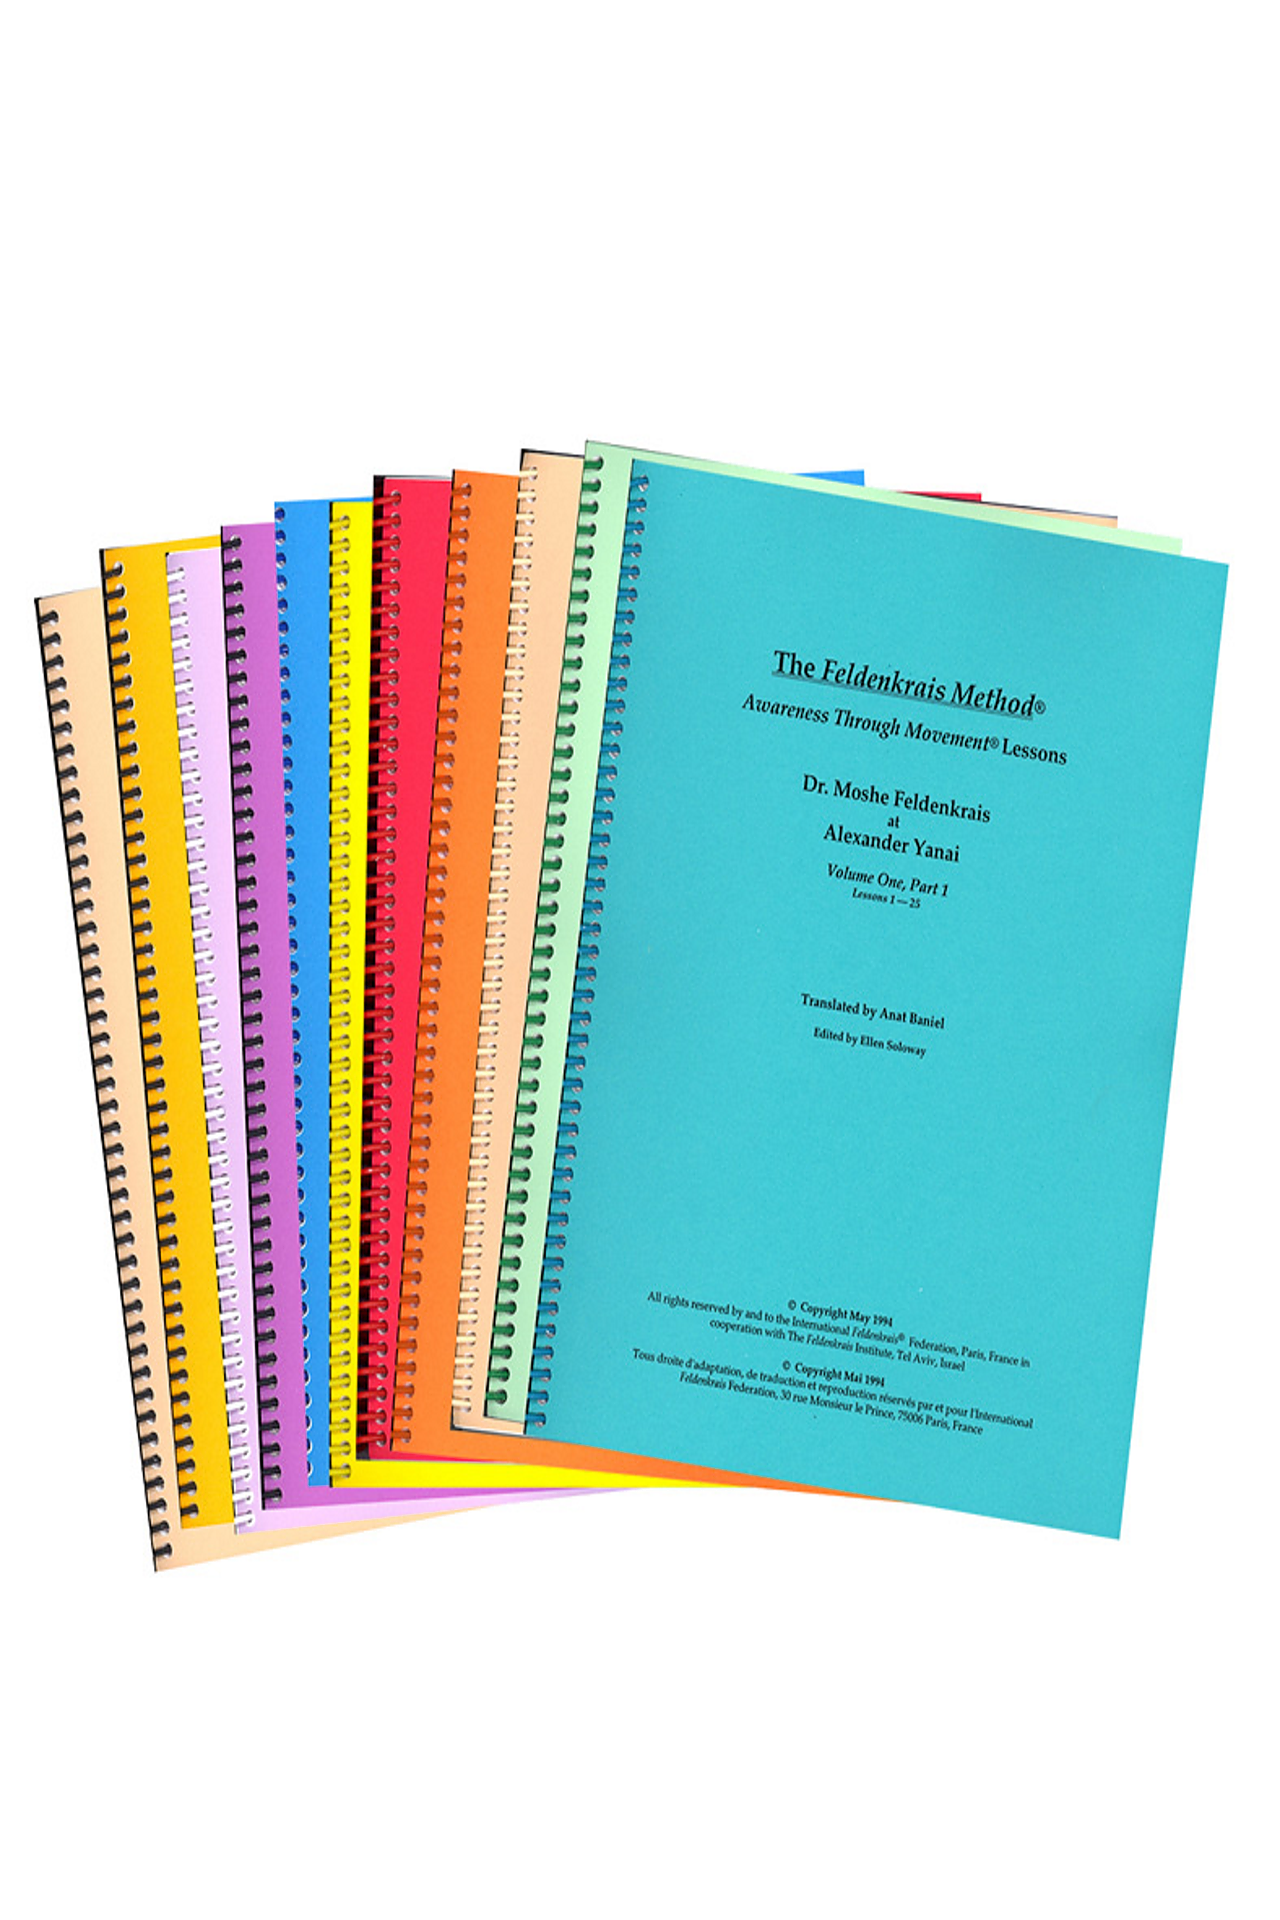 The Feldenkrais Method®
Awareness Through Movement® Lessons
Dr. Moshe Feldenkrais
at
Alexander Yanai
Volume One, Part 1
Lessons 1 — 25
Translated by Anat Baniel
Edited by Ellen Soloway
© Copyright May 1994
All rights reserved by and to the International Feldenkrais® Federation, Paris, France in
cooperation with The Feldenkrais Institute, Tel Aviv, Israel
© Copyright Mai 1994
Tous droite d'adaptation, de traduction et reproduction réservés par et pour l'International
Feldenkrais Federation, 30 rue Monsieur le Prince, 75006 Paris, France